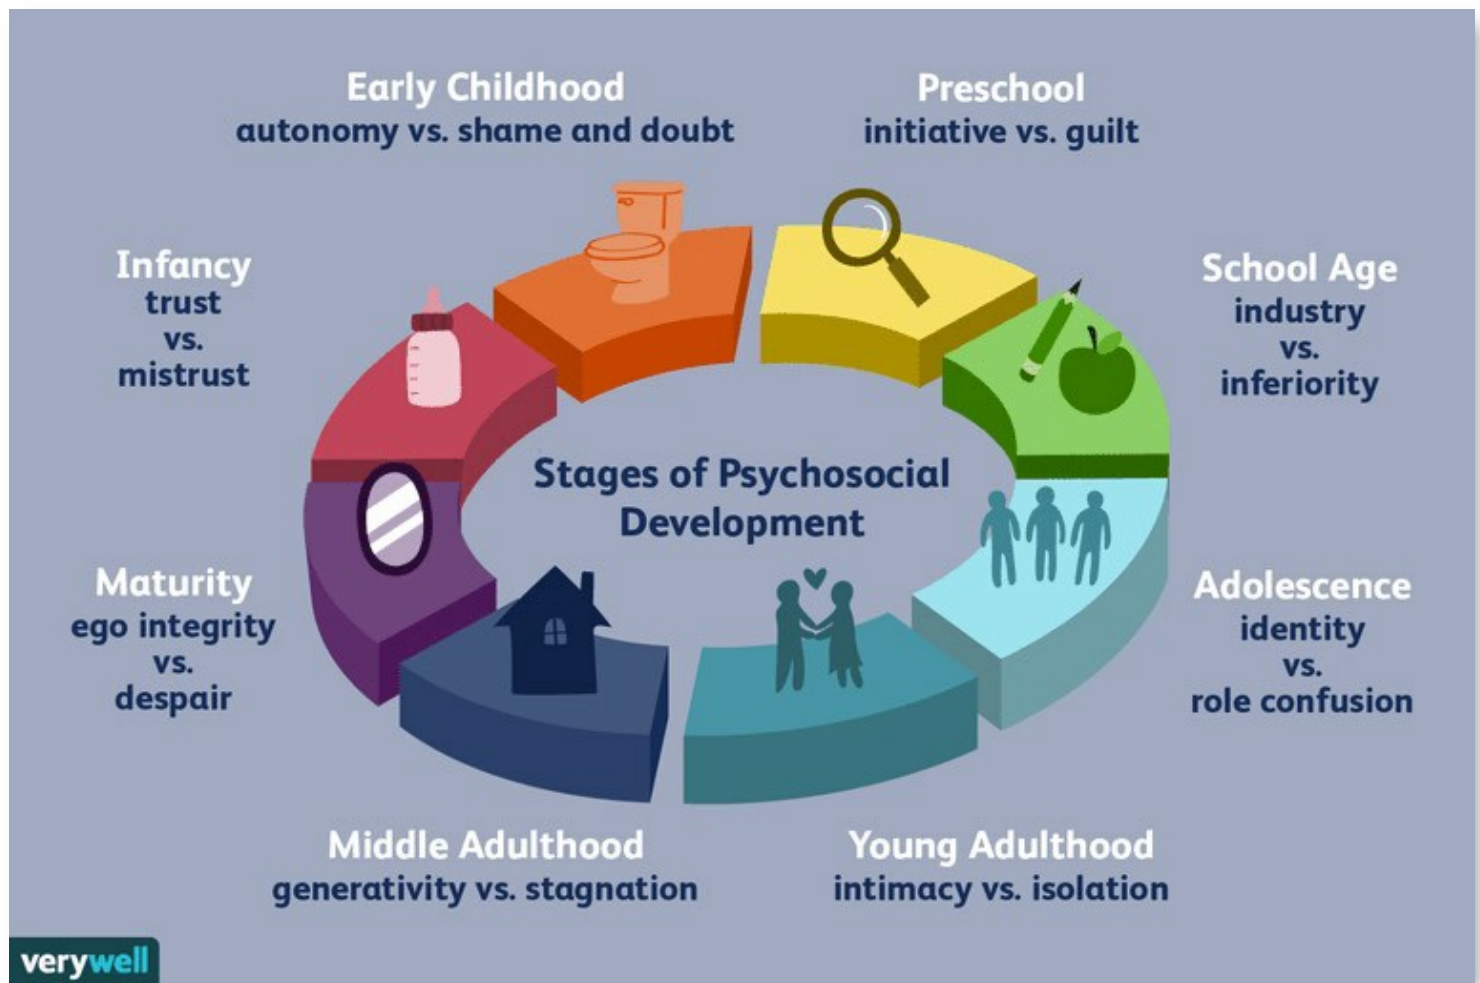 Early Childhood
autonomy vs. shame and doubt
Preschool
initiative vs. guilt
Infancy
trust
vs.
mistrust
School Age
industry
vs.
inferiority
Stages of Psychosocial
Development
Maturity
ego integrity
vs.
despair
Adolescence
identity
vs.
role confusion
Middle Adulthood
generativity vs. stagnation
Young Adulthood
intimacy vs. isolation
verywell